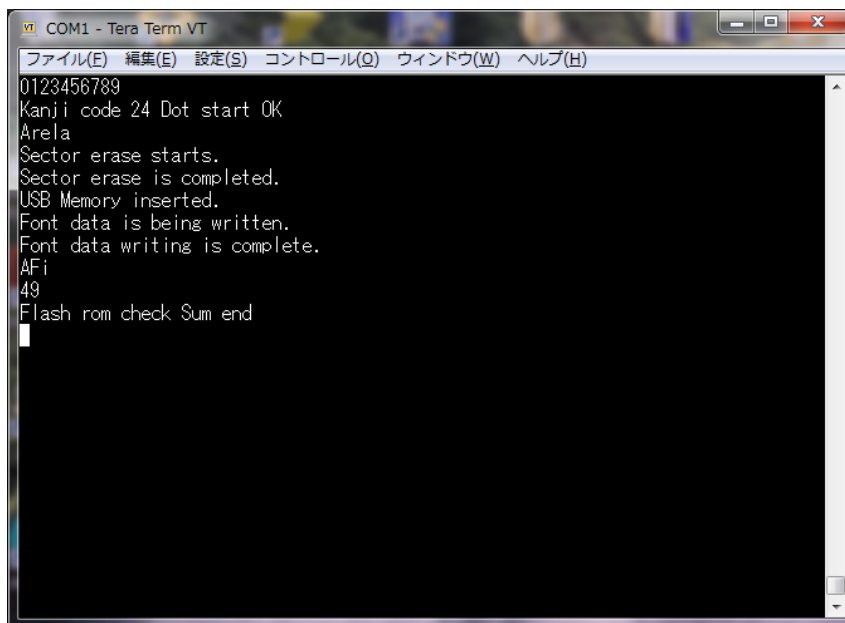 COM1 - Tera Term VT
ファイル(F) 編集(E) 設定(S) コントロール(O) ウィンドウ(W) ヘルプ(H)
0123456789
Kanji code 24 Dot start OK
Arela
Sector erase starts.
Sector erase is completed.
USB Memory inserted.
Font data is being written.
Font data writing is complete.
AFi
49
Flash rom check Sum end